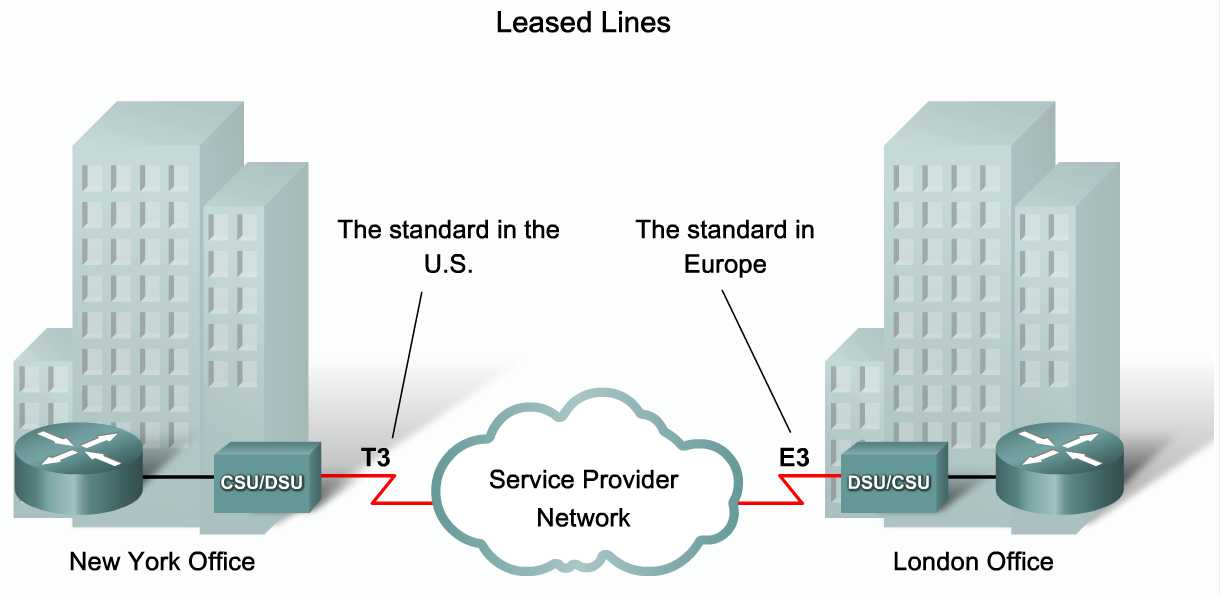 Leased Lines
The standard in the
U.S.
The standard in
Europe
T3
E3
CSU/DSU
Service Provider
Network
DSU/CSU
New York Office
London Office